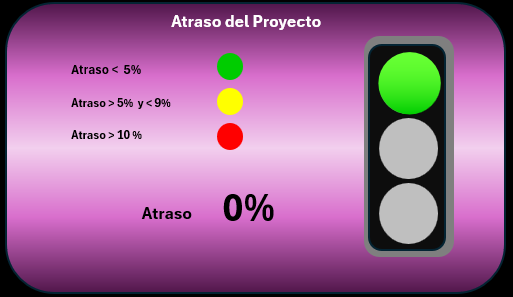 Atraso del Proyecto
Atraso < 5%
Atraso > 5% y < 9%
Atraso > 10 %
Atraso 0%